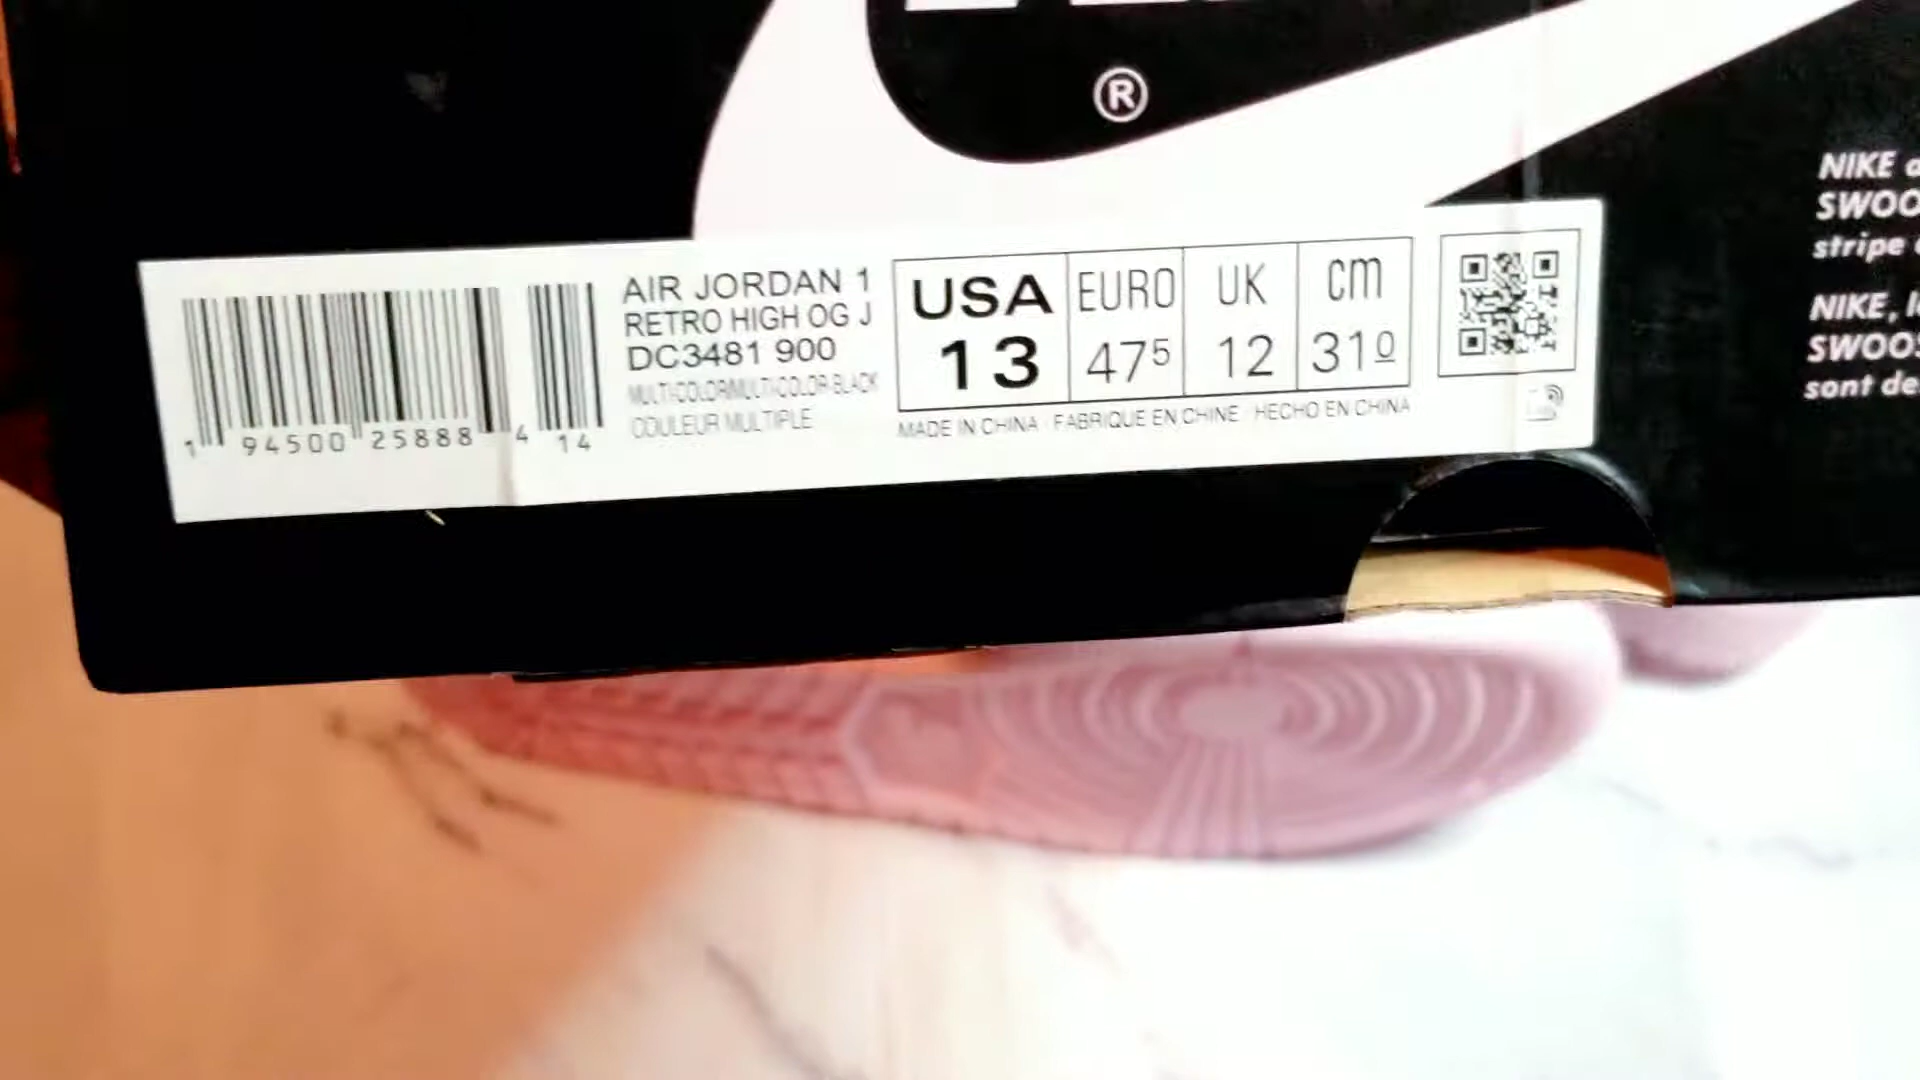 ®
NIKE
SWOO
stripe
NIKE,
SWOOS
sont de
AIR JORDAN 1
RETRO HIGH OG J
DC3481 900
MULTI-COLOR/MULTI-COLOR-BLACK
COULEUR MULTIPLE
1 94500 25888 4 14
USA EURO UK cm
13 475 12 310
MADE IN CHINA / FABRIQUE EN CHINE / HECHO EN CHINA